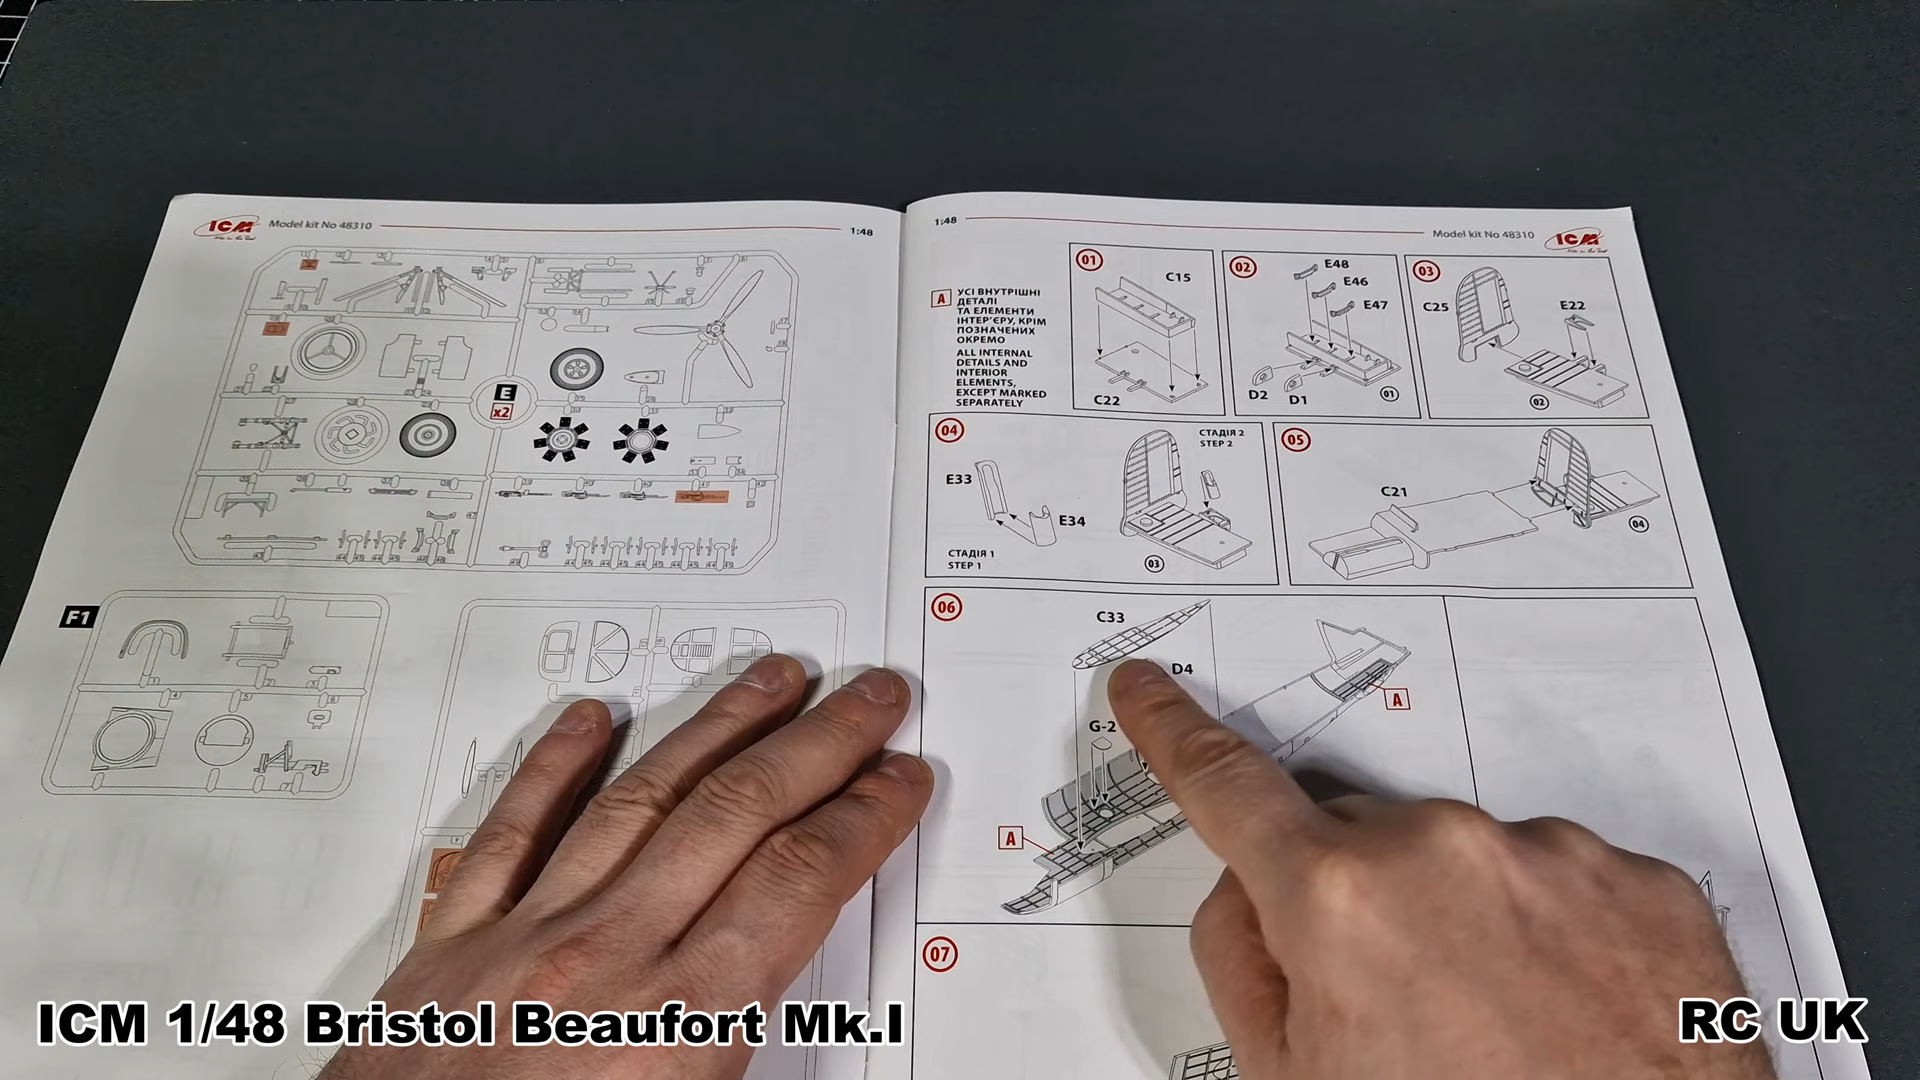 ICM
Model kit No 48310
1:48
E
x2
F1
1:48
Model kit No 48310
ICM
A
УСІ ВНУТРІШНІ
ДЕТАЛІ
ТА ЕЛЕМЕНТИ
ІНТЕР'ЄРУ, КРІМ
ПОЗНАЧЕНИХ
ОКРЕМО
ALL INTERNAL
DETAILS AND
INTERIOR
ELEMENTS,
EXCEPT MARKED
SEPARATELY
01
C15
C22
02
E48
E46
E47
D2
D1
01
03
C25
E22
02
04
E33
E34
СТАДІЯ 1
STEP 1
СТАДІЯ 2
STEP 2
03
05
C21
04
06
C33
D4
G-2
A
A
07
ICM 1/48 Bristol Beaufort Mk.I
RC UK